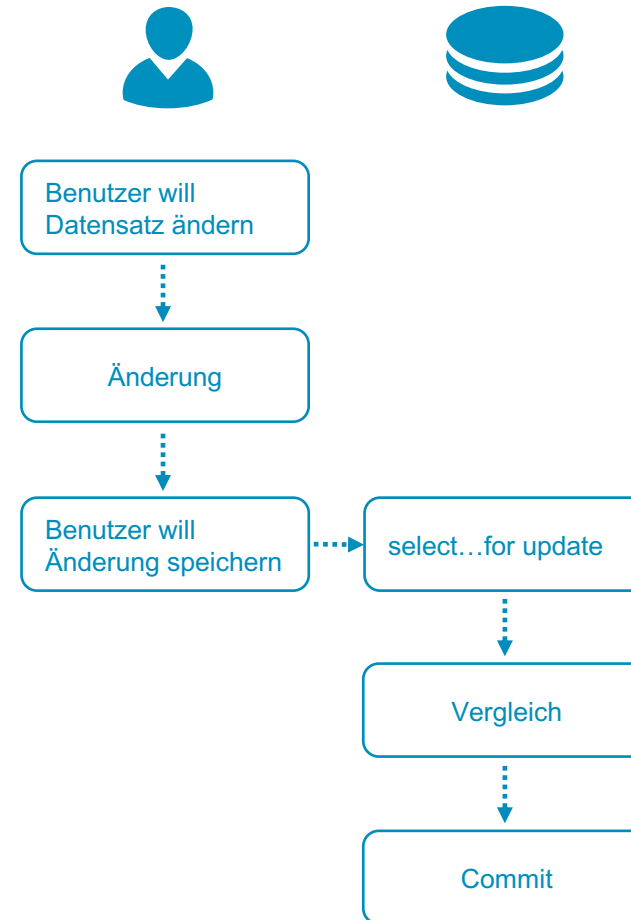 Benutzer will
Datensatz ändern
Änderung
Benutzer will
Änderung speichern
select…for update
Vergleich
Commit